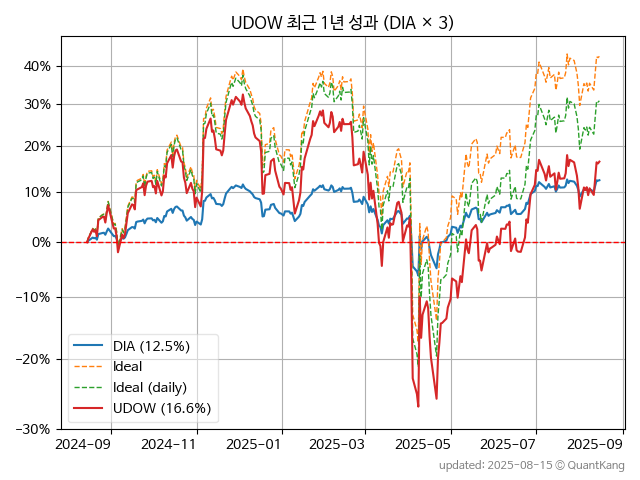 UDOW 최근 1년 성과 (DIA × 3)
40%
30%
20%
10%
0%
−10%
−20%
−30%
DIA (12.5%)
Ideal
Ideal (daily)
UDOW (16.6%)
2024-09 2024-11 2025-01 2025-03 2025-05 2025-07 2025-09
updated: 2025-08-15 ⓒ QuantKang